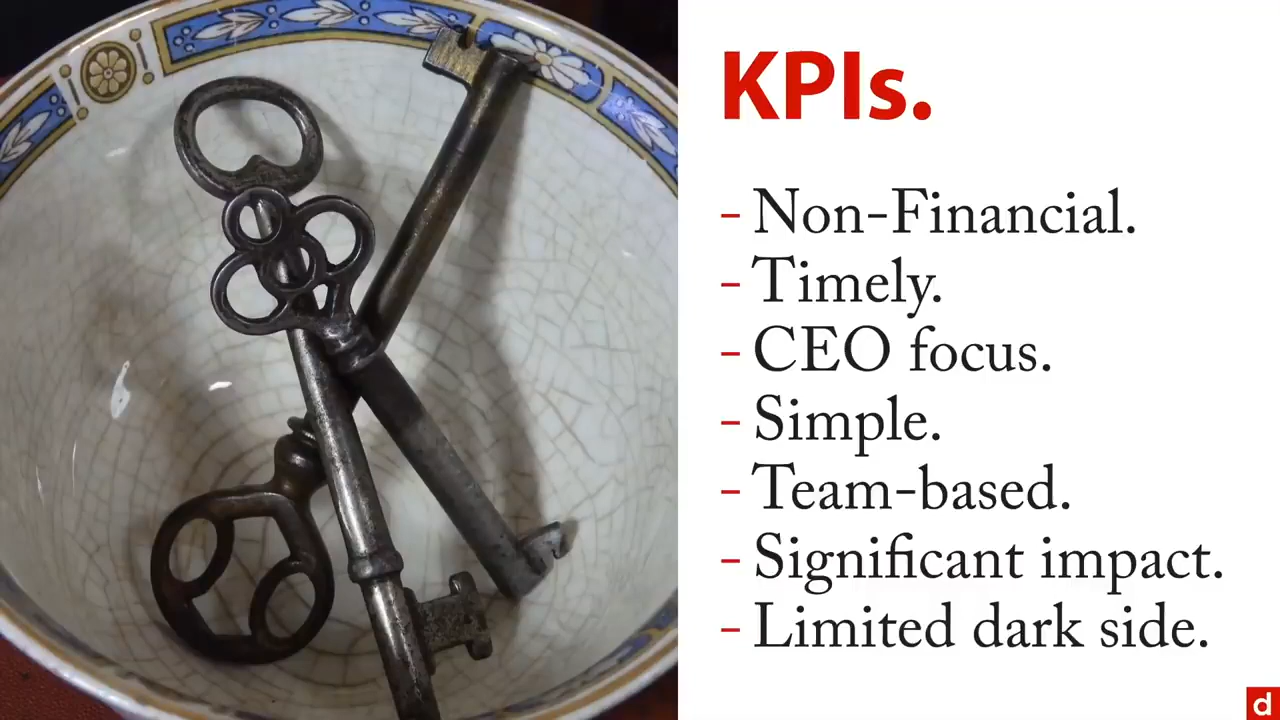 KPIs.
- Non-Financial.
- Timely.
- CEO focus.
- Simple.
- Team-based.
- Significant impact.
- Limited dark side.
d